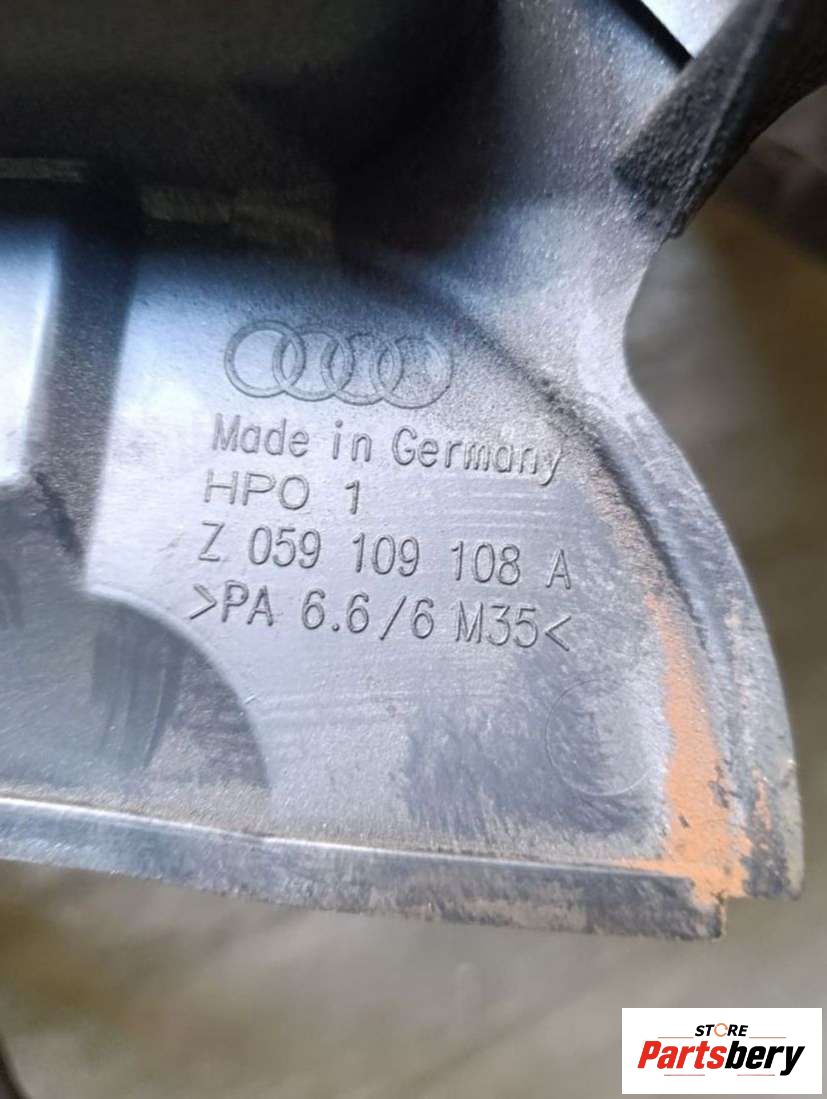 Made in Germany
HPO 1
Z 059 109 108 A
>PA 6.6/6 M35<
STORE
Partsbery